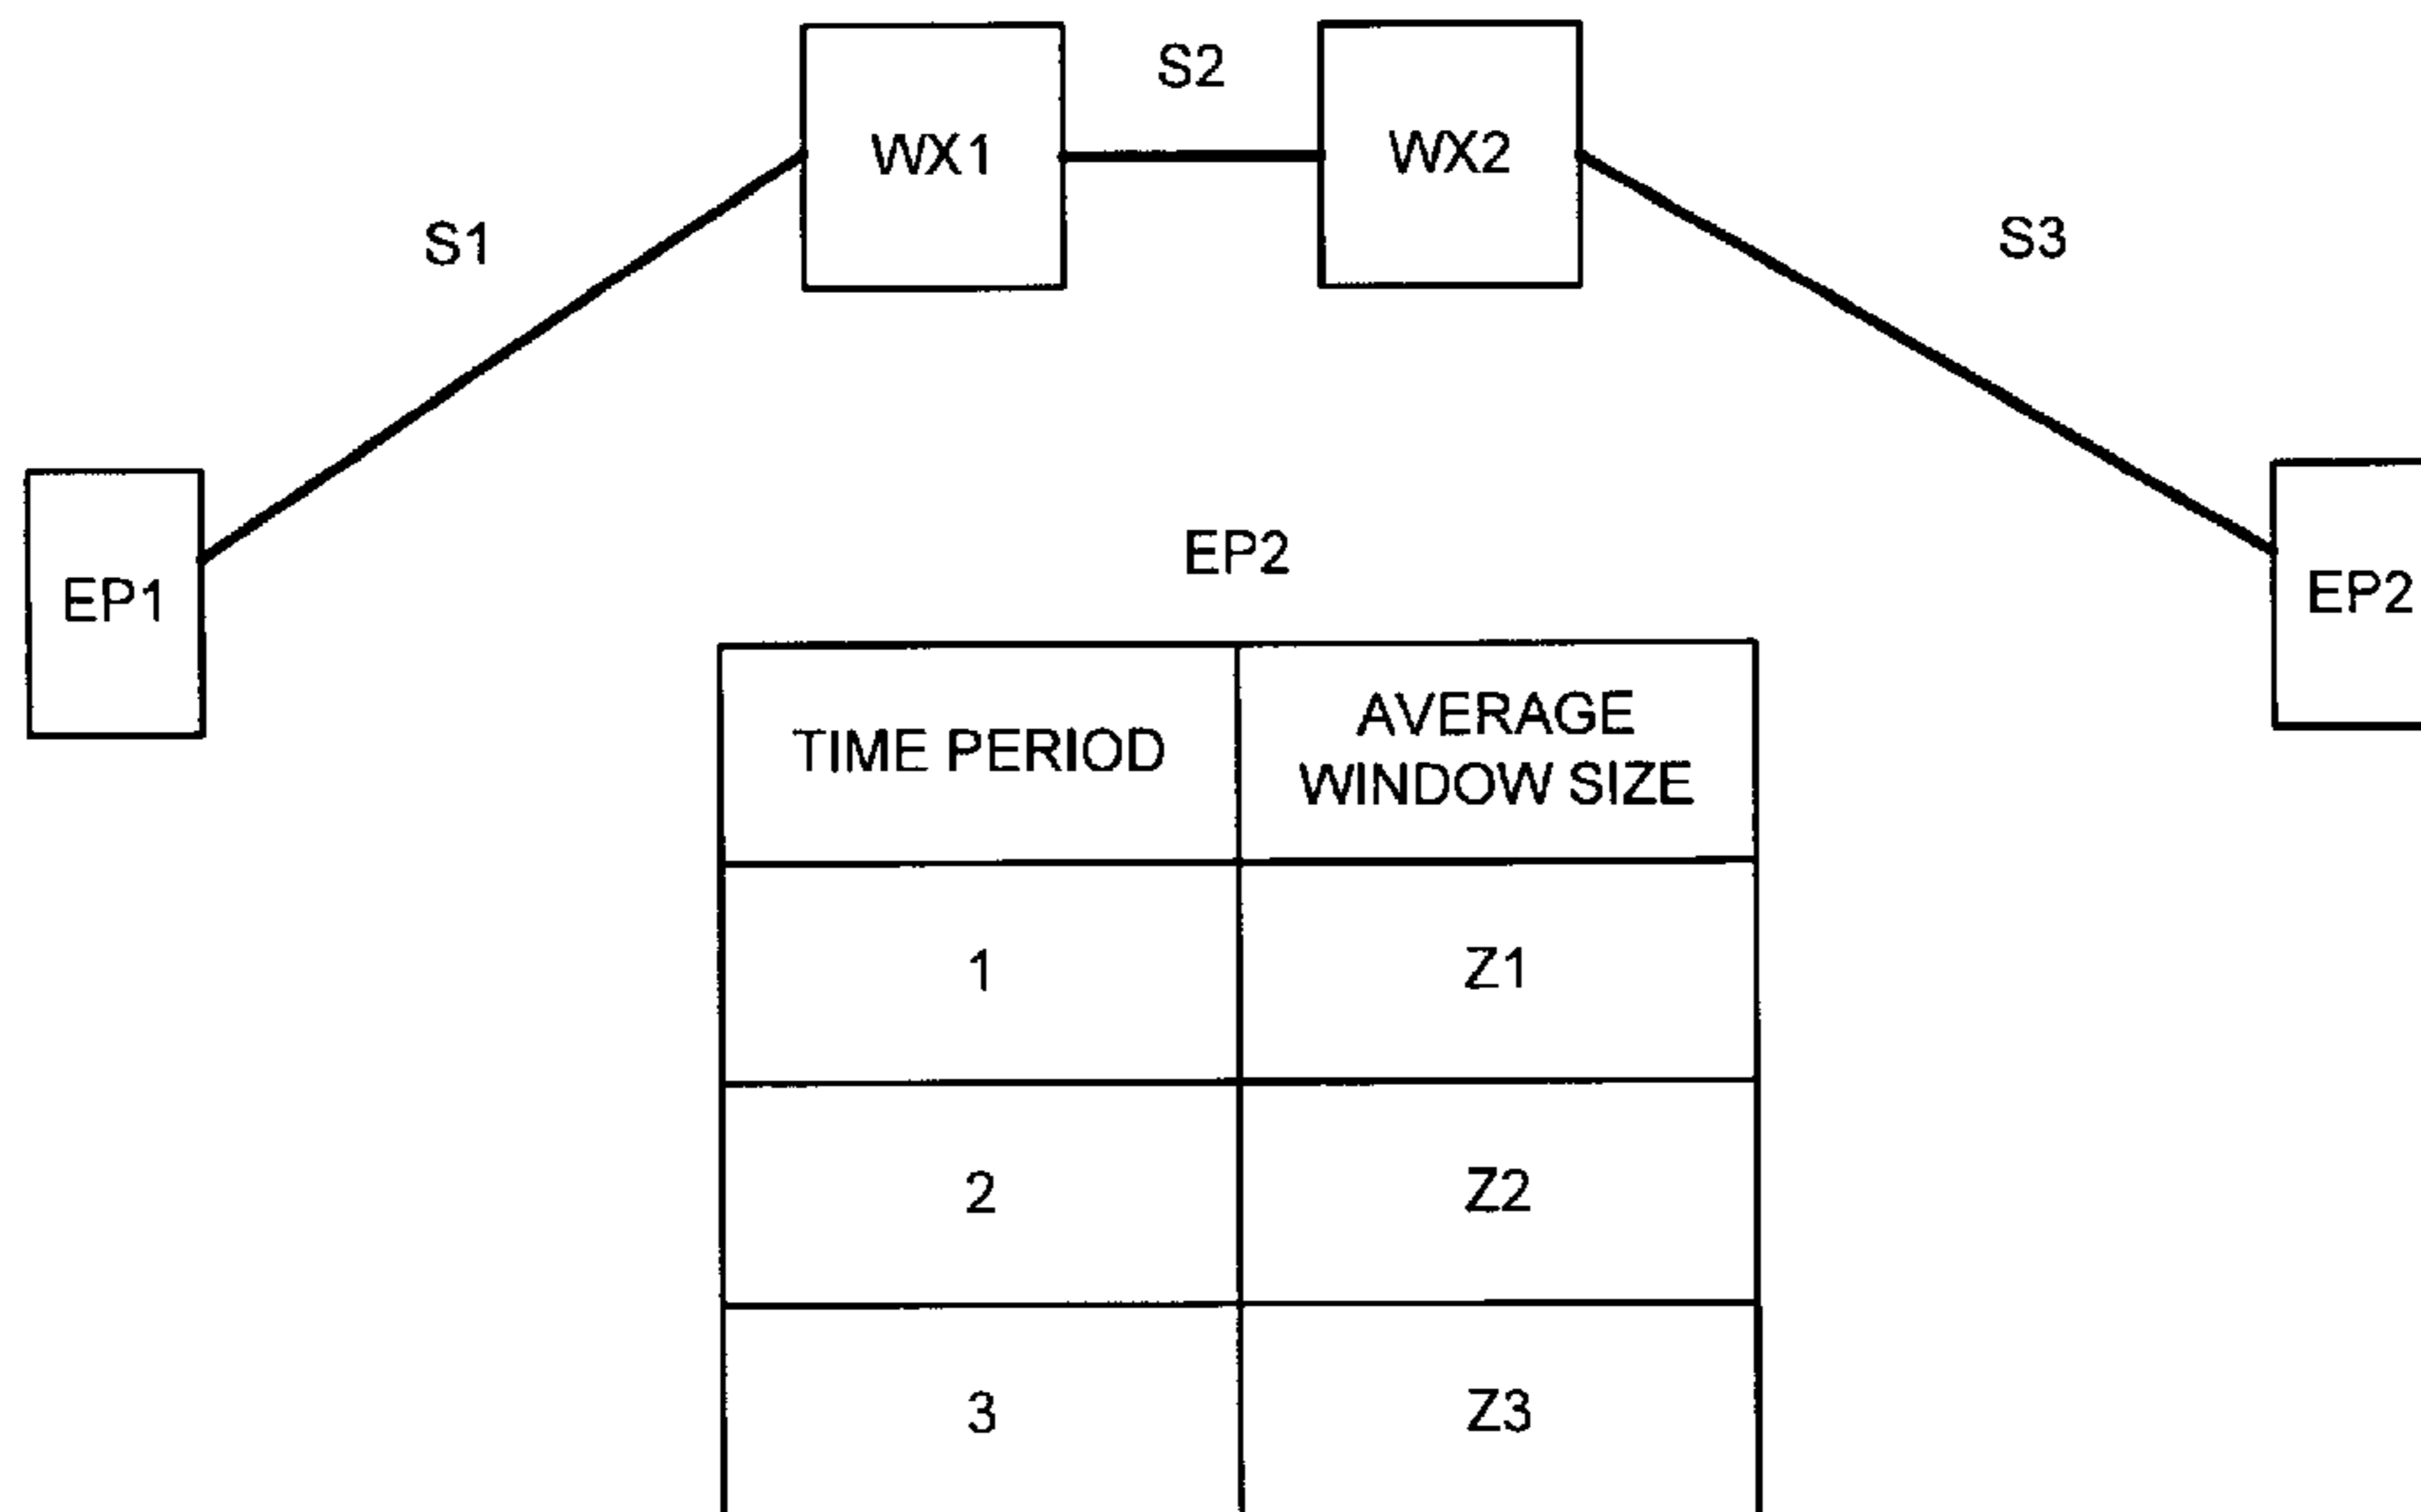 S2
WX1
WX2
S1
S3
EP2
EP1
EP2
TIME PERIOD
AVERAGE
WINDOW SIZE
1
Z1
2
Z2
3
Z3